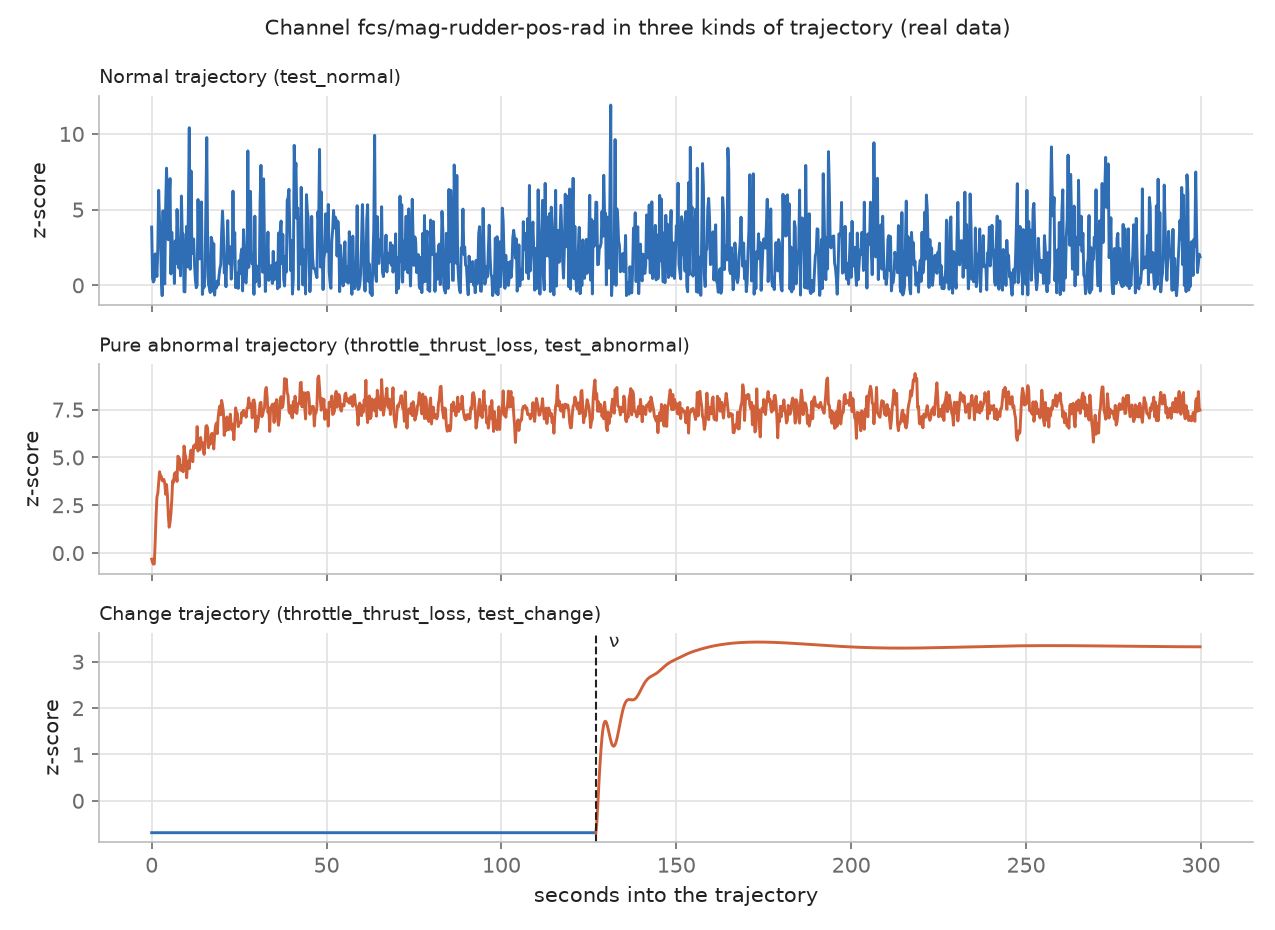 Channel fcs/mag-rudder-pos-rad in three kinds of trajectory (real data)
Normal trajectory (test_normal)
10
5
0
z-score
Pure abnormal trajectory (throttle_thrust_loss, test_abnormal)
7.5
5.0
2.5
0.0
z-score
Change trajectory (throttle_thrust_loss, test_change)
ν
3
2
1
0
z-score
0 50 100 150 200 250 300
seconds into the trajectory